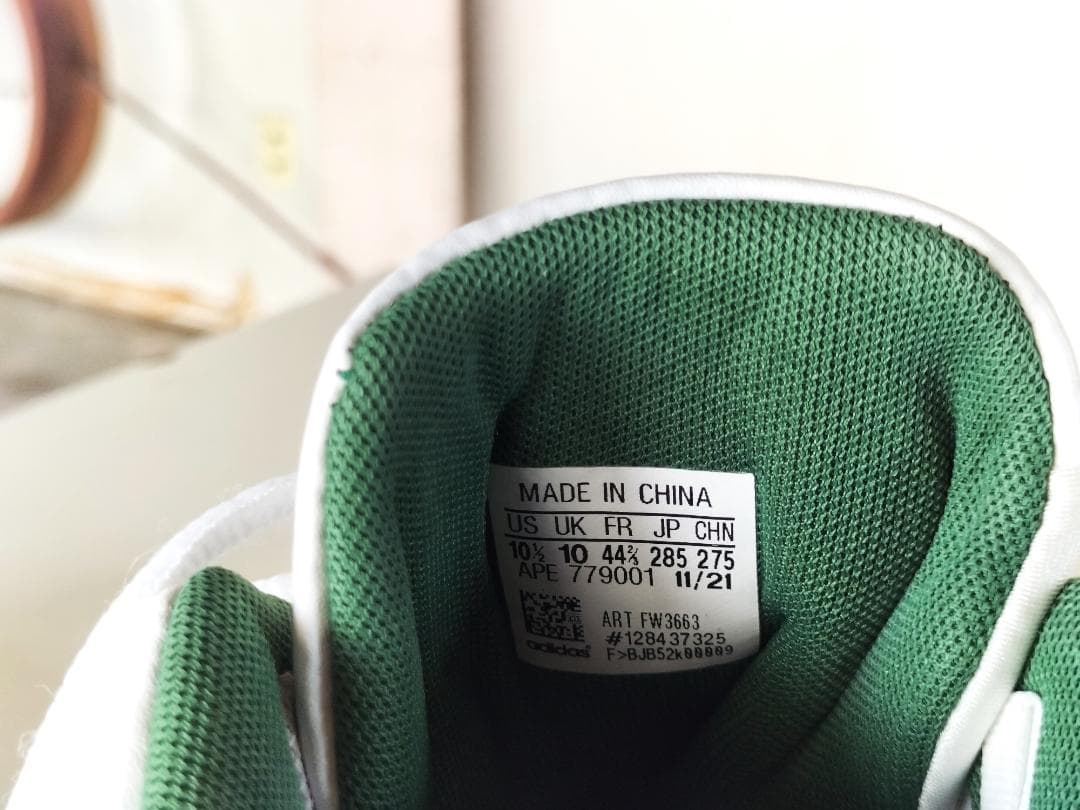 MADE IN CHINA
US UK FR JP CHN
10½ 10 44⅔ 285 275
APE 779001 11/21
ART FW3663
#128437325
adidas F>BJB52k00009